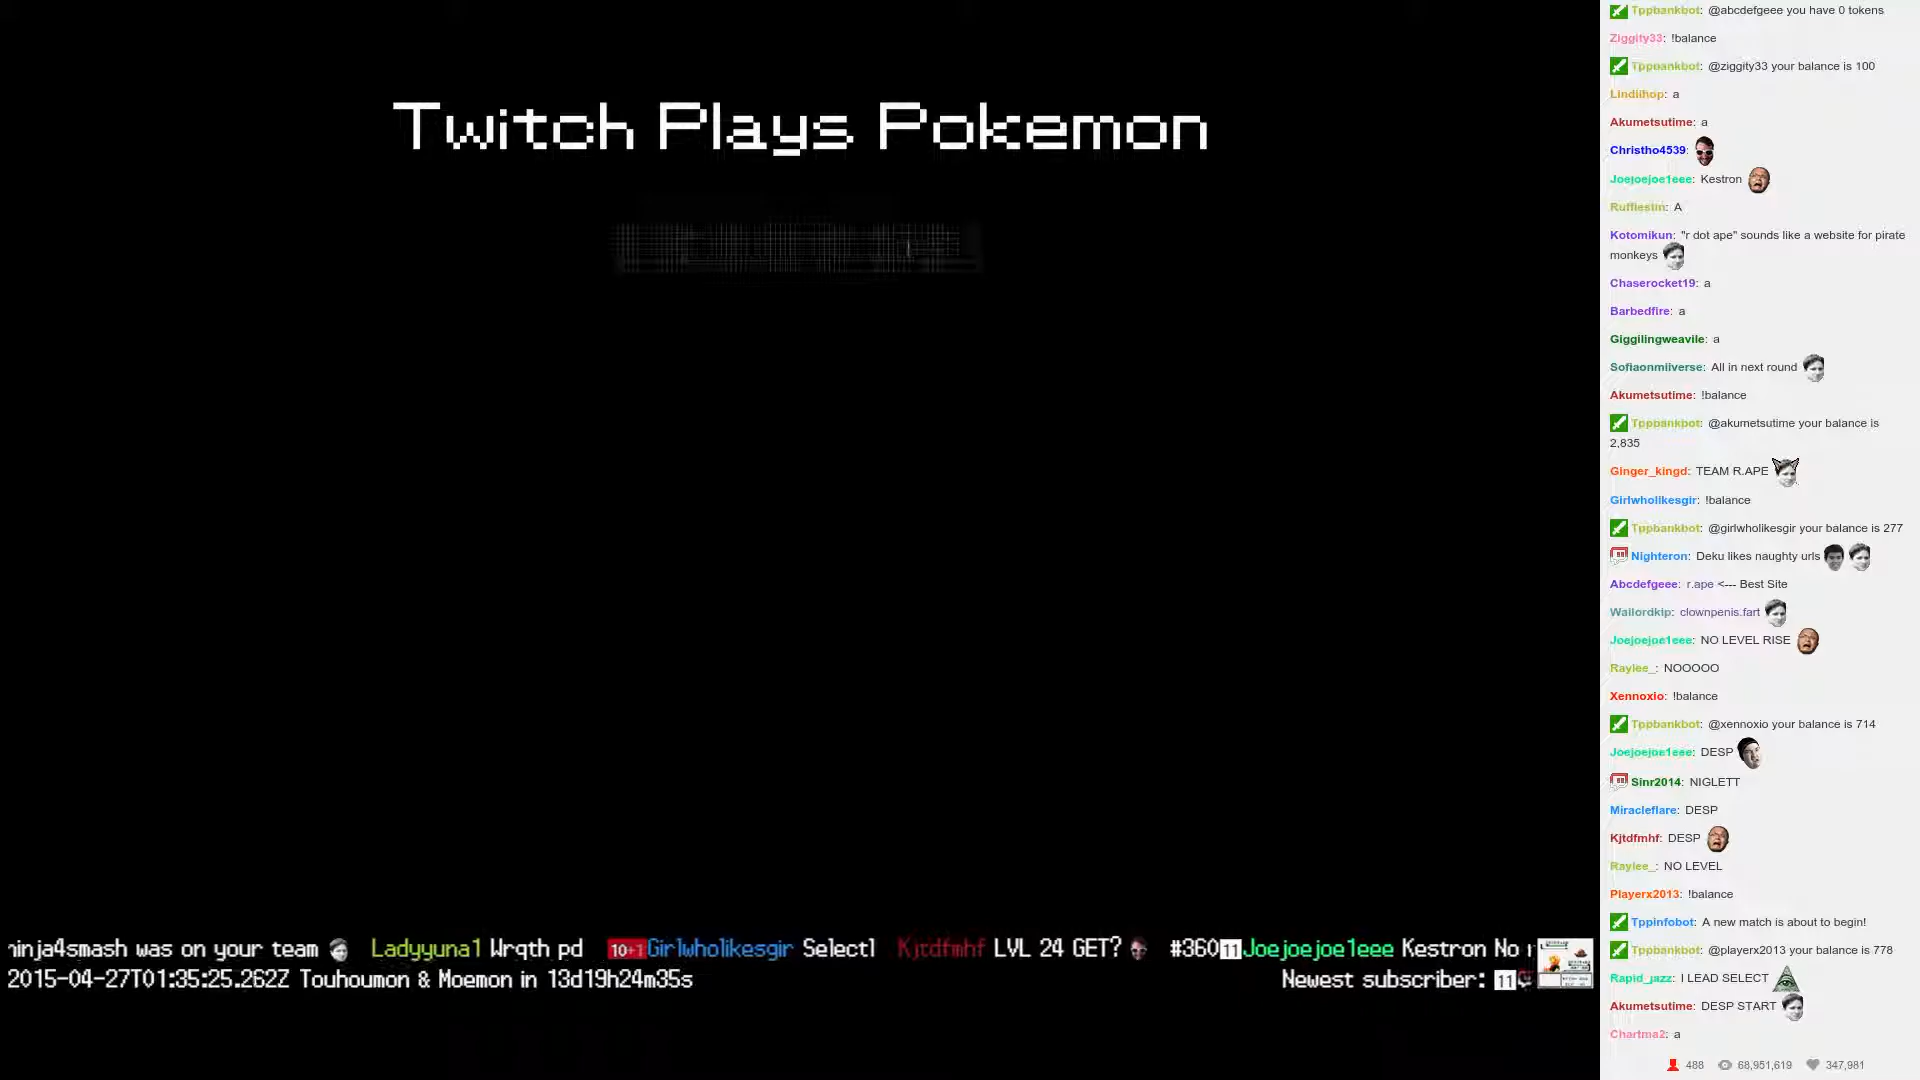 Twitch Plays Pokemon
ninja4smash was on your team Ladyyuna1 Wrqth pd 10+1 Girlwholikesgir Selectl Kjtdfmhf LVL 24 GET? #360 11 Joejoejoe1eee Kestron No
2015-04-27T01:35:25.262Z Touhoumon & Moemon in 13d19h24m35s
Newest subscriber: 11
Tppbankbot: @abcdefgeee you have 0 tokens
Ziggity33: !balance
Tppbankbot: @ziggity33 your balance is 100
Lindiihop: a
Akumetsutime: a
Christho4539:
Joejoejoe1eee: Kestron
Ruffiestin: A
Kotomikun: "r dot ape" sounds like a website for pirate
monkeys
Chaserocket19: a
Barbedfire: a
Giggilingweavile: a
Sofiaonmiiverse: All in next round
Akumetsutime: !balance
Tppbankbot: @akumetsutime your balance is
2,835
Ginger_kingd: TEAM R.APE
Girlwholikesgir: !balance
Tppbankbot: @girlwholikesgir your balance is 277
Nighteron: Deku likes naughty urls
Abcdefgeee: r.ape <--- Best Site
Wailordkip: clownpenis.fart
Joejoejoe1eee: NO LEVEL RISE
Raylee_: NOOOOO
Xennoxio: !balance
Tppbankbot: @xennoxio your balance is 714
Joejoejoe1eee: DESP
Sinr2014: NIGLETT
Miracleflare: DESP
Kjtdfmhf: DESP
Raylee_: NO LEVEL
Playerx2013: !balance
Tppinfobot: A new match is about to begin!
Tppbankbot: @playerx2013 your balance is 778
Rapid_jazz: I LEAD SELECT
Akumetsutime: DESP START
Chartma2: a
488 68,951,619 347,981